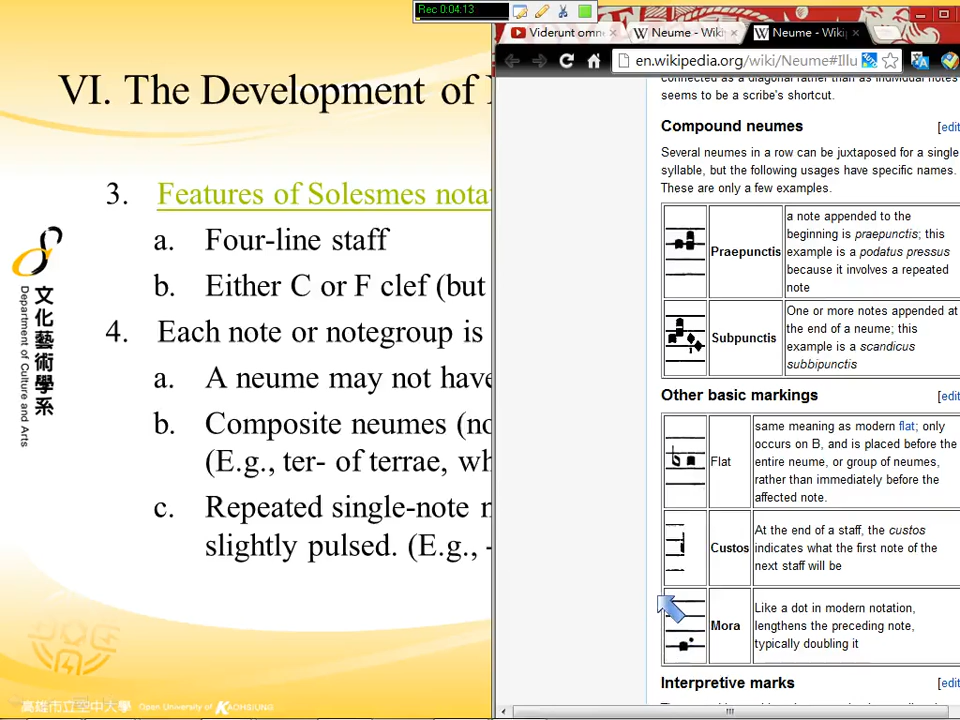 Rec 0:04:13
VI. The Development of
3. Features of Solesmes nota
a. Four-line staff
b. Either C or F clef (but
4. Each note or notegroup is
a. A neume may not have
b. Composite neumes (no
(E.g., ter- of terrae, wh
c. Repeated single-note
slightly pulsed. (E.g., -
文化藝術學系
Department of Culture and Arts
高雄市立空中大學 Open University of KAOHSIUNG
Viderunt omn
Neume - Wiki
Neume - Wiki
en.wikipedia.org/wiki/Neume#Illu
connected as a diagonal rather than as individual notes
seems to be a scribe's shortcut.
Compound neumes [edit
Several neumes in a row can be juxtaposed for a single
syllable, but the following usages have specific names.
These are only a few examples.
Praepunctis
a note appended to the
beginning is praepunctis; this
example is a podatus pressus
because it involves a repeated
note
Subpunctis
One or more notes appended at
the end of a neume; this
example is a scandicus
subbipunctis
Other basic markings [edit
Flat
same meaning as modern flat; only
occurs on B, and is placed before the
entire neume, or group of neumes,
rather than immediately before the
affected note.
Custos
At the end of a staff, the custos
indicates what the first note of the
next staff will be
Mora
Like a dot in modern notation,
lengthens the preceding note,
typically doubling it
Interpretive marks [edit